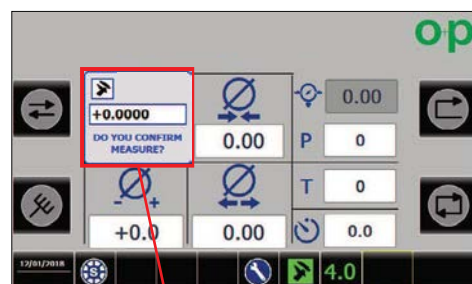 o+p
+0.0000
DO YOU CONFIRM
MEASURE?
0.00
0.00
P
0
T
0
- +
+0.0
0.00
0.0
12/01/2018
S
4.0